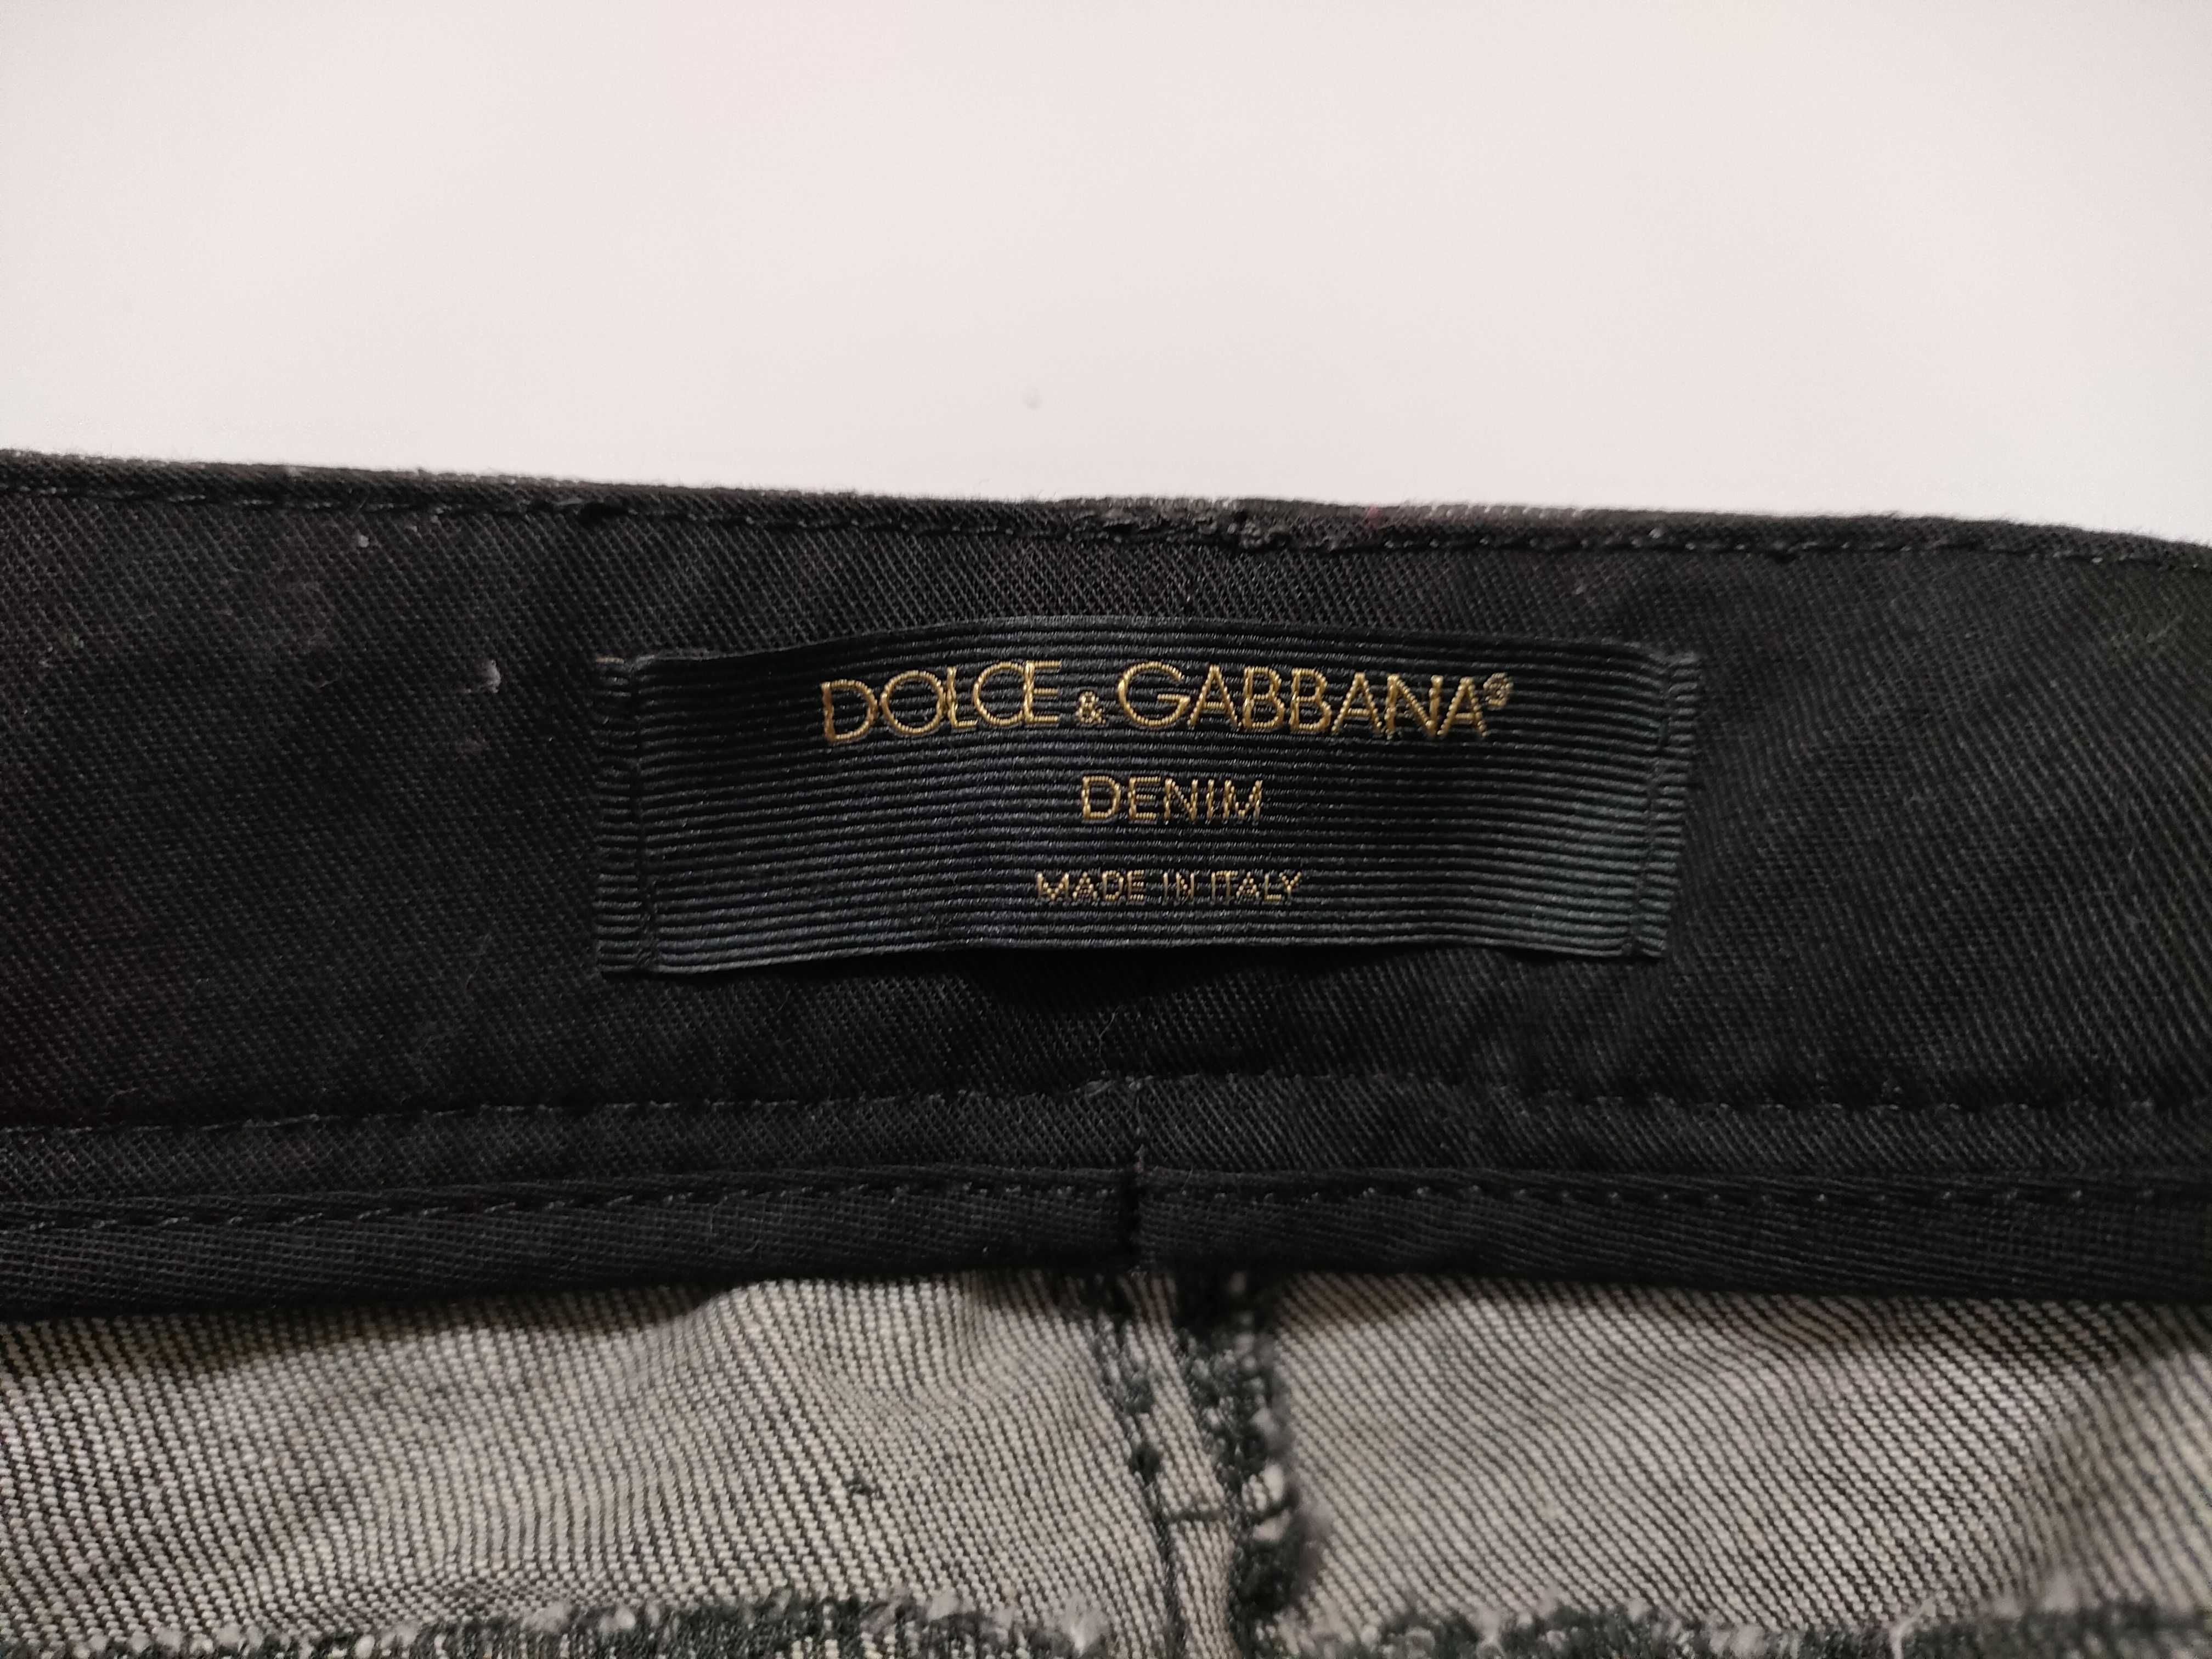 DOLCE & GABBANA®
DENIM
MADE IN ITALY